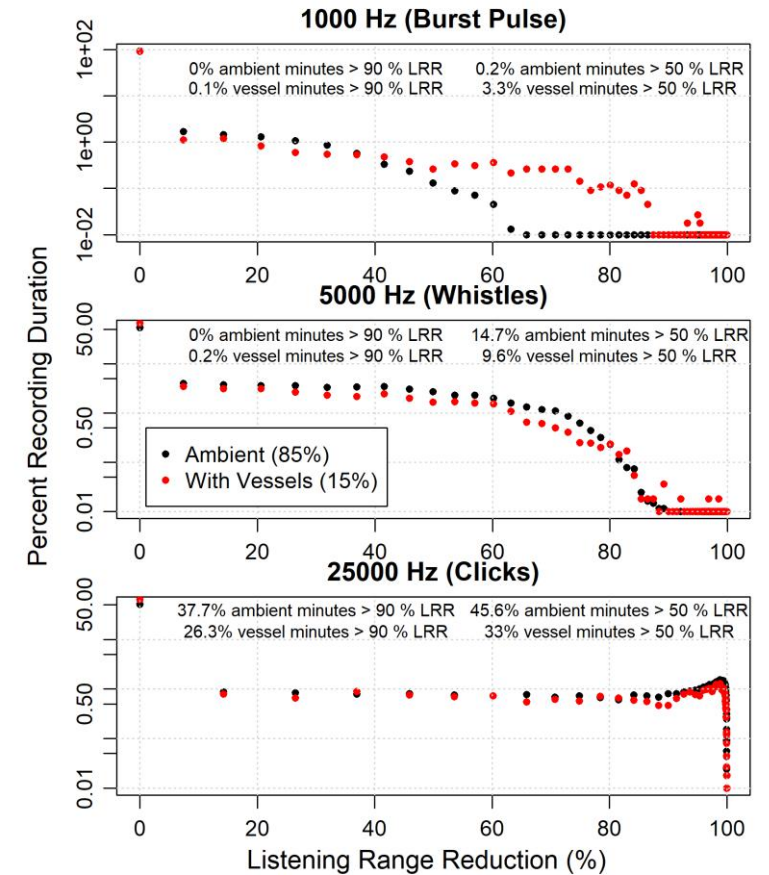 1000 Hz (Burst Pulse)
1e+02
1e+00
1e-02
0% ambient minutes > 90 % LRR 0.2% ambient minutes > 50 % LRR
0.1% vessel minutes > 90 % LRR 3.3% vessel minutes > 50 % LRR
0 20 40 60 80 100
5000 Hz (Whistles)
50.00
0.50
0.01
0% ambient minutes > 90 % LRR 14.7% ambient minutes > 50 % LRR
0.2% vessel minutes > 90 % LRR 9.6% vessel minutes > 50 % LRR
Ambient (85%)
With Vessels (15%)
0 20 40 60 80 100
Percent Recording Duration
25000 Hz (Clicks)
50.00
0.50
0.01
37.7% ambient minutes > 90 % LRR 45.6% ambient minutes > 50 % LRR
26.3% vessel minutes > 90 % LRR 33% vessel minutes > 50 % LRR
0 20 40 60 80 100
Listening Range Reduction (%)